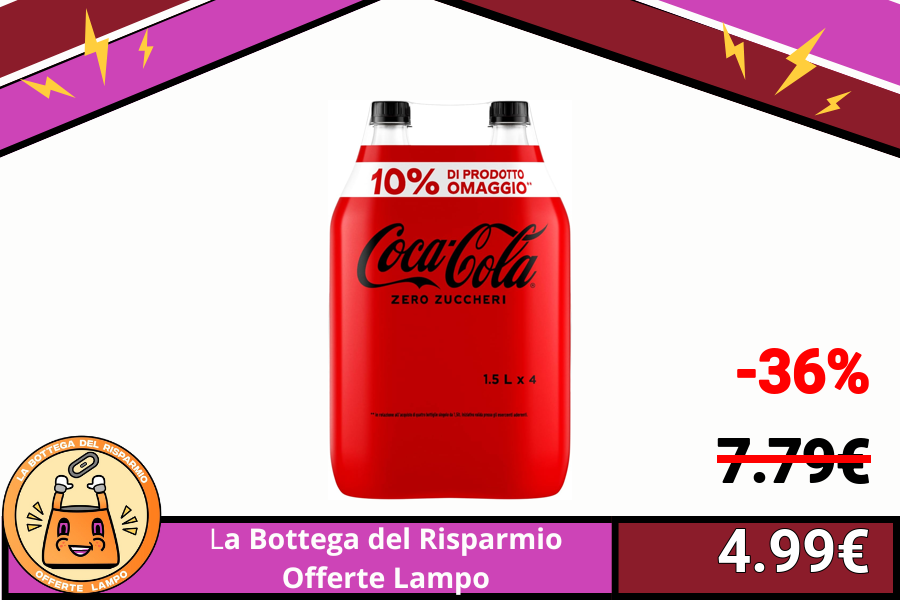 10% DI PRODOTTO
OMAGGIO**
Coca-Cola
ZERO ZUCCHERI
1.5 L x 4
-36%
7.79€
4.99€
La Bottega del Risparmio
Offerte Lampo
LA BOTTEGA DEL RISPARMIO
OFFERTE LAMPO